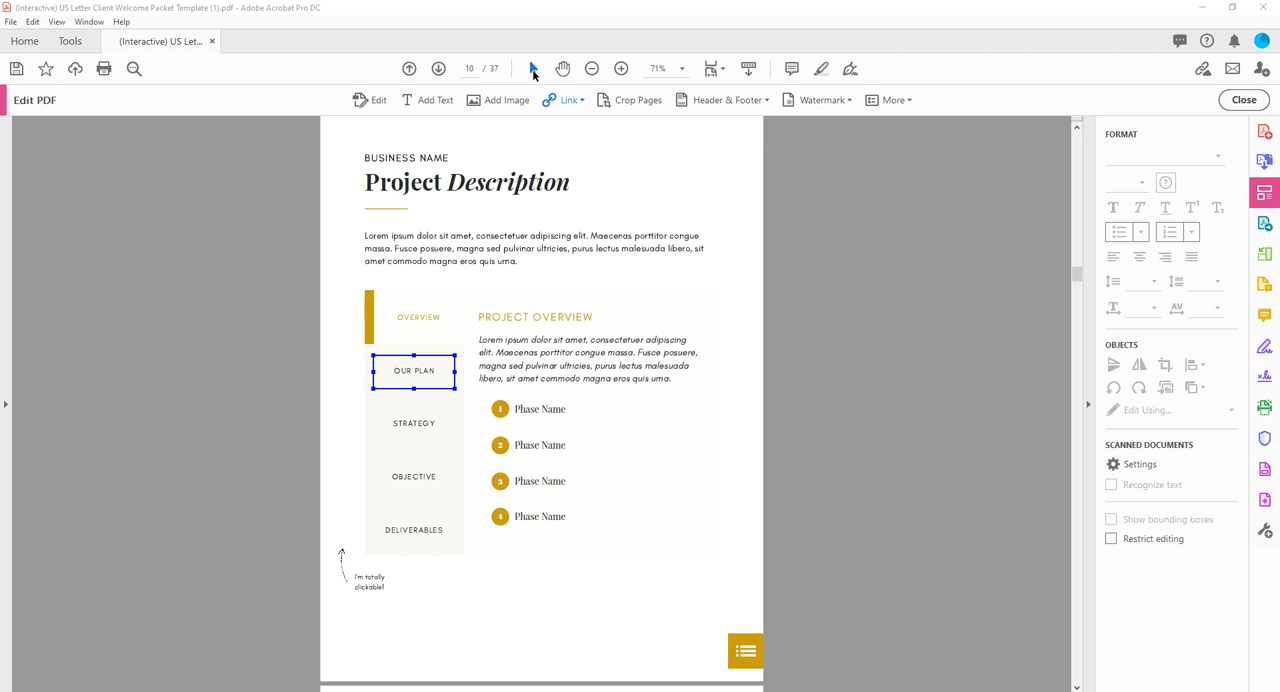 (Interactive) US Letter Client Welcome Packet Template (1).pdf - Adobe Acrobat Pro DC
File Edit View Window Help
Home Tools (Interactive) US Let... ×
10 / 37 71%
Edit PDF
Edit Add Text Add Image Link Crop Pages Header & Footer Watermark More Close
BUSINESS NAME
Project Description
Lorem ipsum dolor sit amet, consectetuer adipiscing elit. Maecenas porttitor congue
massa. Fusce posuere, magna sed pulvinar ultricies, purus lectus malesuada libero, sit
amet commodo magna eros quis urna.
OVERVIEW
OUR PLAN
STRATEGY
OBJECTIVE
DELIVERABLES
I'm totally
clickable!
PROJECT OVERVIEW
Lorem ipsum dolor sit amet, consectetuer adipiscing
elit. Maecenas porttitor congue massa. Fusce posuere,
magna sed pulvinar ultricies, purus lectus malesuada
libero, sit amet commodo magna eros quis urna.
1 Phase Name
2 Phase Name
3 Phase Name
4 Phase Name
FORMAT
OBJECTS
Edit Using...
SCANNED DOCUMENTS
Settings
Recognize text
Show bounding boxes
Restrict editing